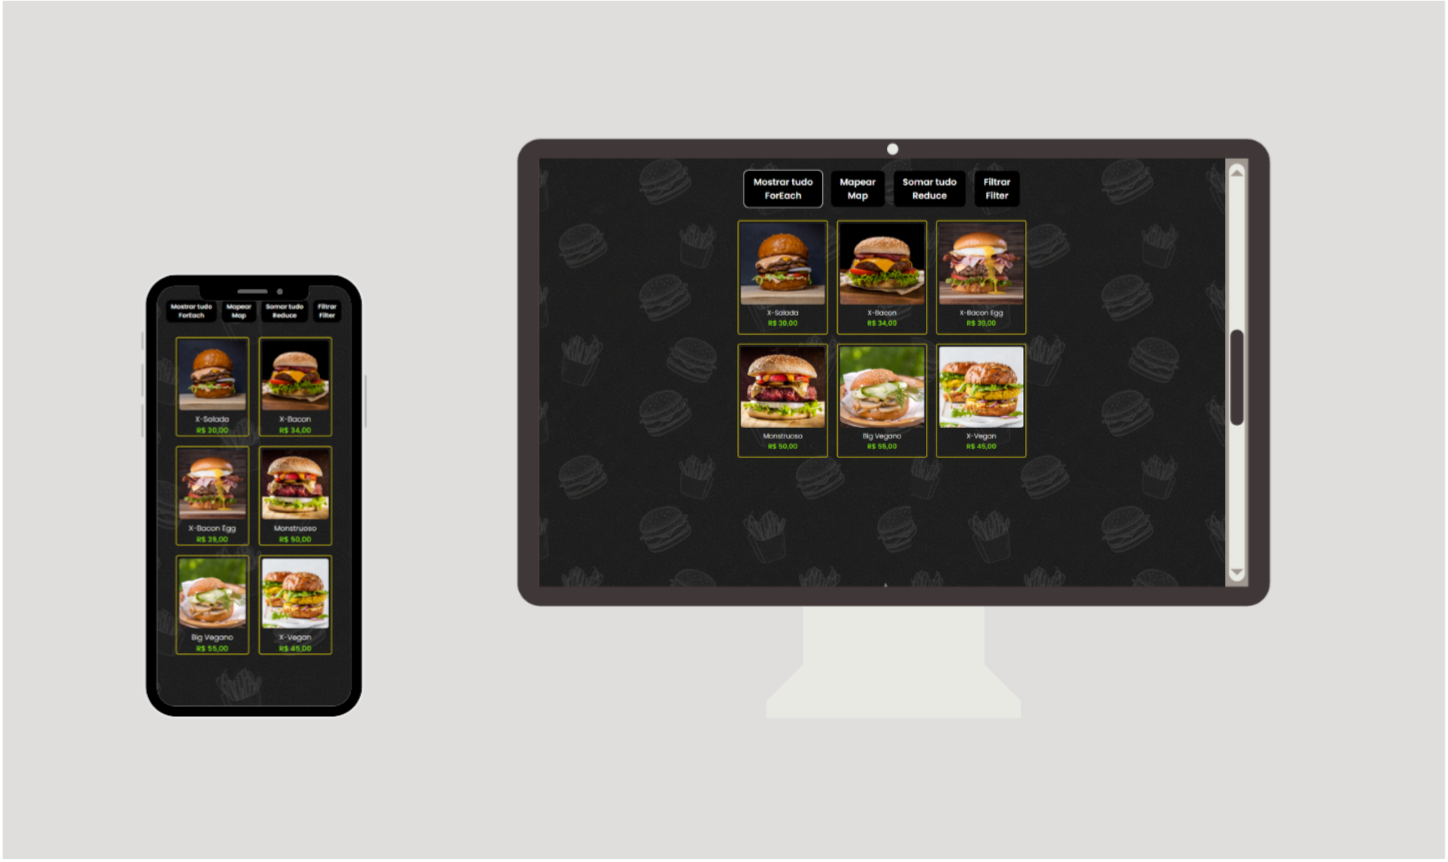 Mostrar tudo
ForEach
Mapear
Map
Somar tudo
Reduce
Filtrar
Filter
X-Salada
R$ 30,00
X-Bacon
R$ 34,00
X-Bacon Egg
R$ 39,00
Monstruoso
R$ 50,00
Big Vegano
R$ 55,00
X-Vegan
R$ 45,00
Mostrar tudo
ForEach
Mapear
Map
Somar tudo
Reduce
Filtrar
Filter
X-Salada
R$ 30,00
X-Bacon
R$ 34,00
X-Bacon Egg
R$ 39,00
Monstruoso
R$ 50,00
Big Vegano
R$ 55,00
X-Vegan
R$ 45,00